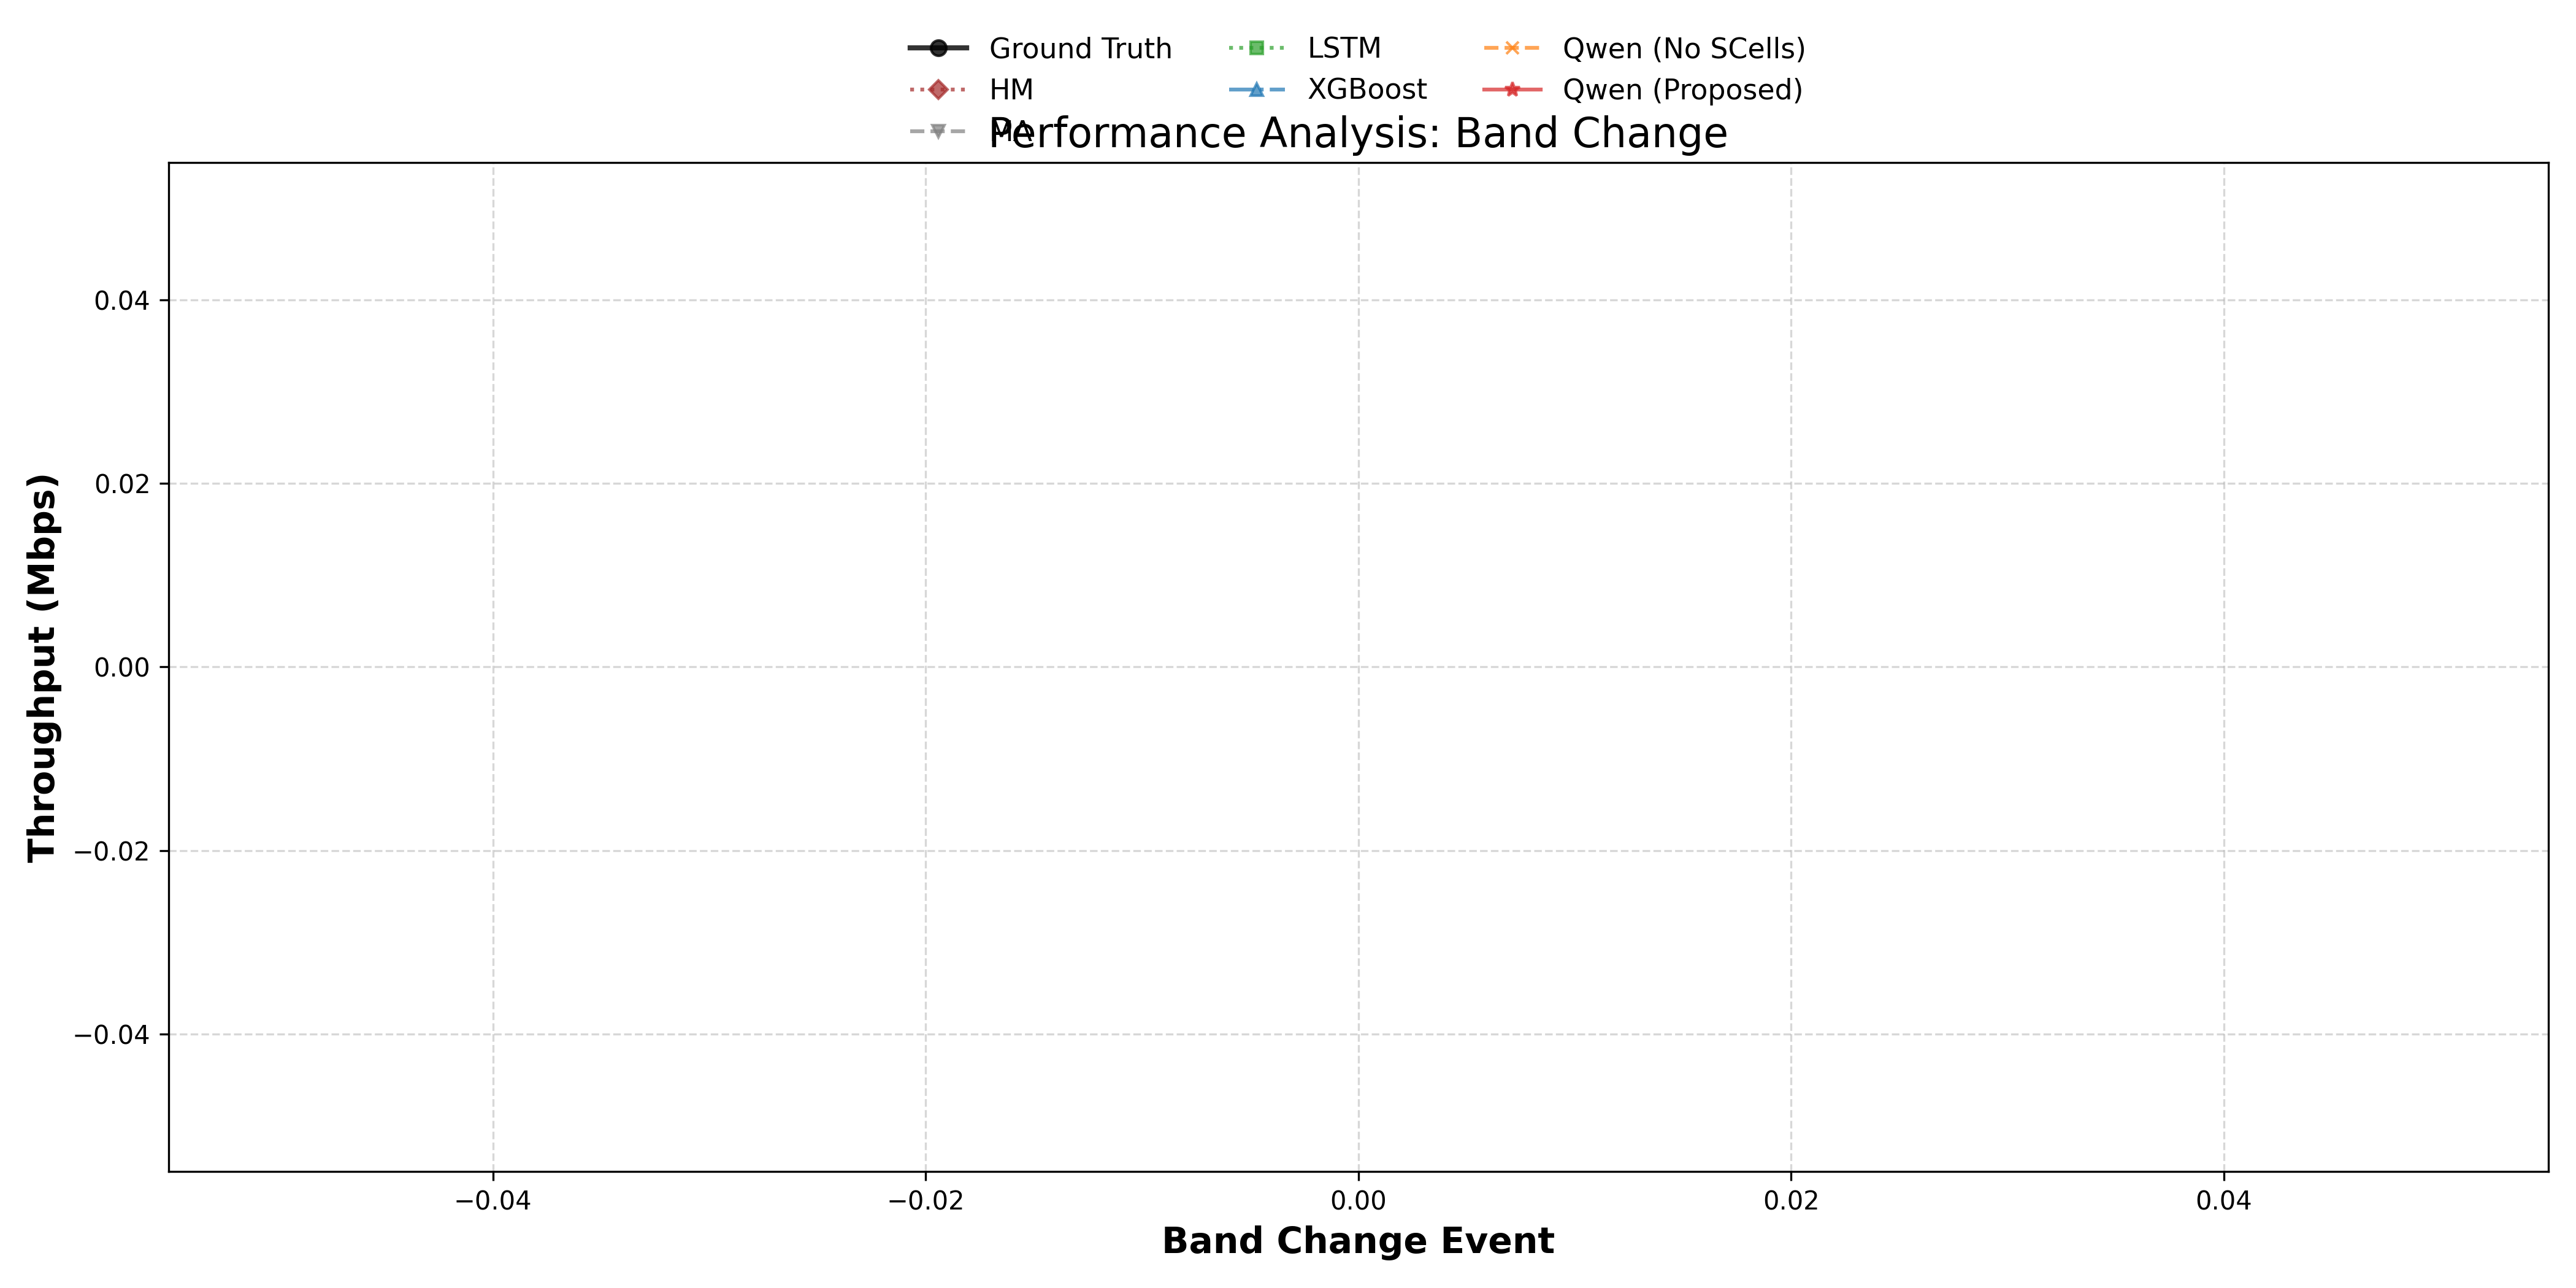 Ground Truth
HM
MA
LSTM
XGBoost
Qwen (No SCells)
Qwen (Proposed)
Performance Analysis: Band Change
Throughput (Mbps)
0.04
0.02
0.00
−0.02
−0.04
−0.04
−0.02
0.00
0.02
0.04
Band Change Event